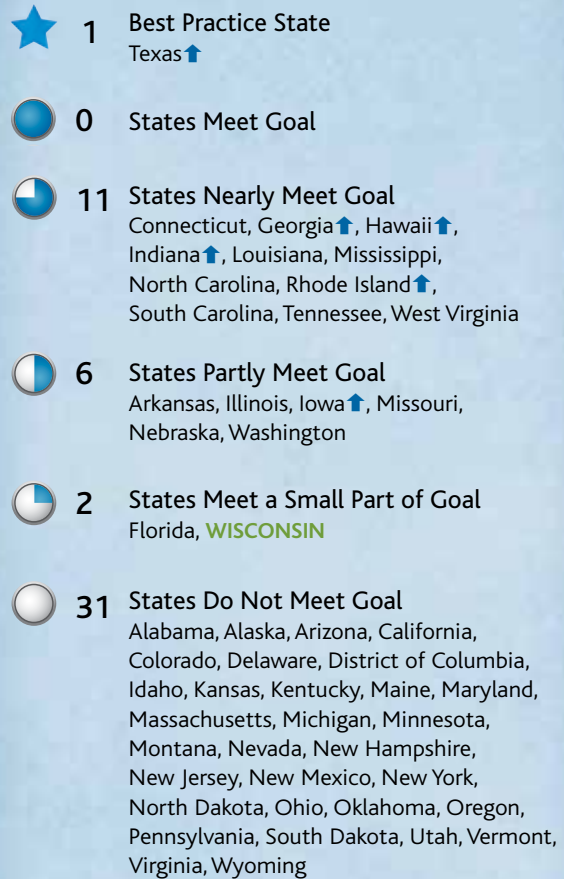 1 Best Practice State
Texas⬆
0 States Meet Goal
11 States Nearly Meet Goal
Connecticut, Georgia⬆, Hawaii⬆,
Indiana⬆, Louisiana, Mississippi,
North Carolina, Rhode Island⬆,
South Carolina, Tennessee, West Virginia
6 States Partly Meet Goal
Arkansas, Illinois, Iowa⬆, Missouri,
Nebraska, Washington
2 States Meet a Small Part of Goal
Florida, WISCONSIN
31 States Do Not Meet Goal
Alabama, Alaska, Arizona, California,
Colorado, Delaware, District of Columbia,
Idaho, Kansas, Kentucky, Maine, Maryland,
Massachusetts, Michigan, Minnesota,
Montana, Nevada, New Hampshire,
New Jersey, New Mexico, New York,
North Dakota, Ohio, Oklahoma, Oregon,
Pennsylvania, South Dakota, Utah, Vermont,
Virginia, Wyoming